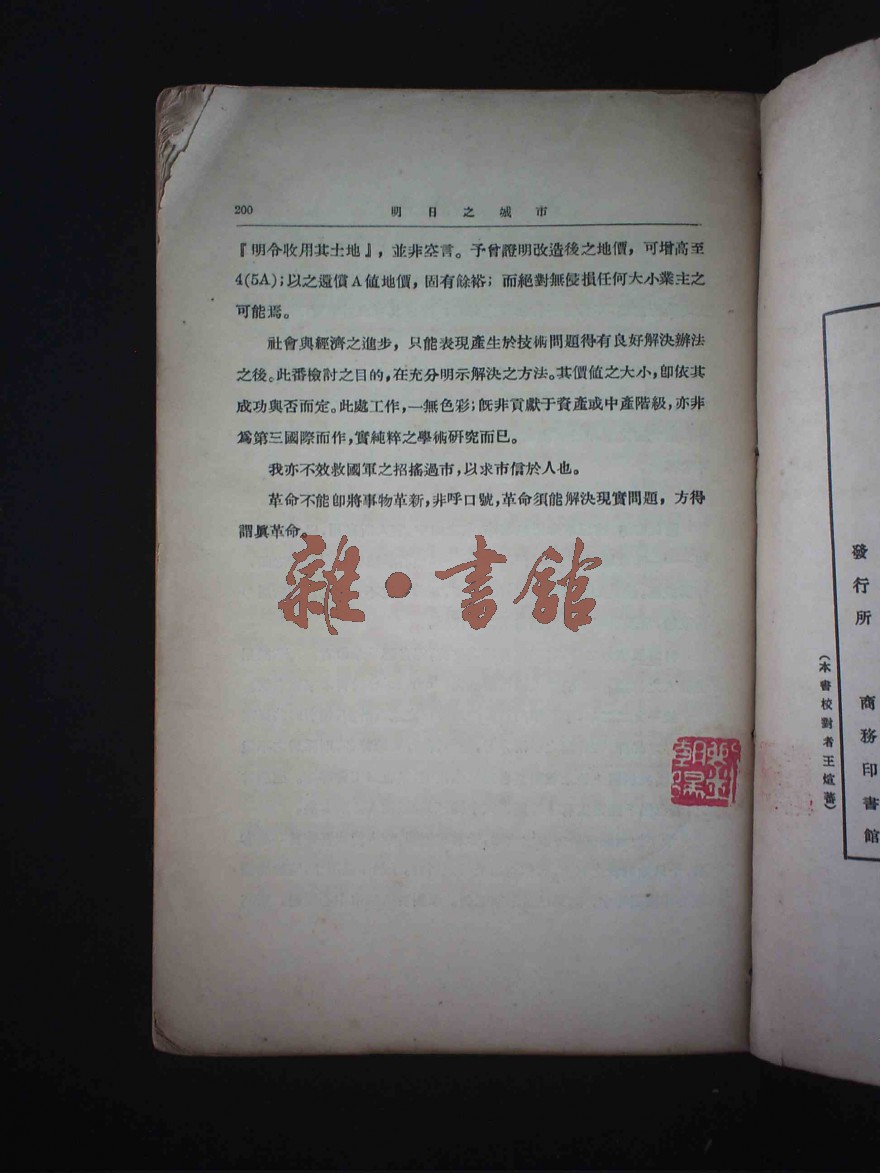 200
明日之城市
『明令收用其土地』，並非空言。予曾證明改造後之地價，可增高至
4(5A)；以之還償A值地價，固有餘裕；而絕對無侵損任何大小業主之
可能焉。
社會與經濟之進步，只能表現產生於技術問題得有良好解決辦法
之後。此番檢討之目的，在充分明示解決之方法。其價值之大小，卽依其
成功與否而定。此處工作，一無色彩；旣非貢獻于資產或中產階級，亦非
爲第三國際而作，實純粹之學術研究而已。
我亦不效救國軍之招搖過市，以求市信於人也。
革命不能卽將事物革新，非呼口號，革命須能解決現實問題，方得
謂眞革命。
雜·書館
發行所
商務印書館
(本書校對者王煊蕃)